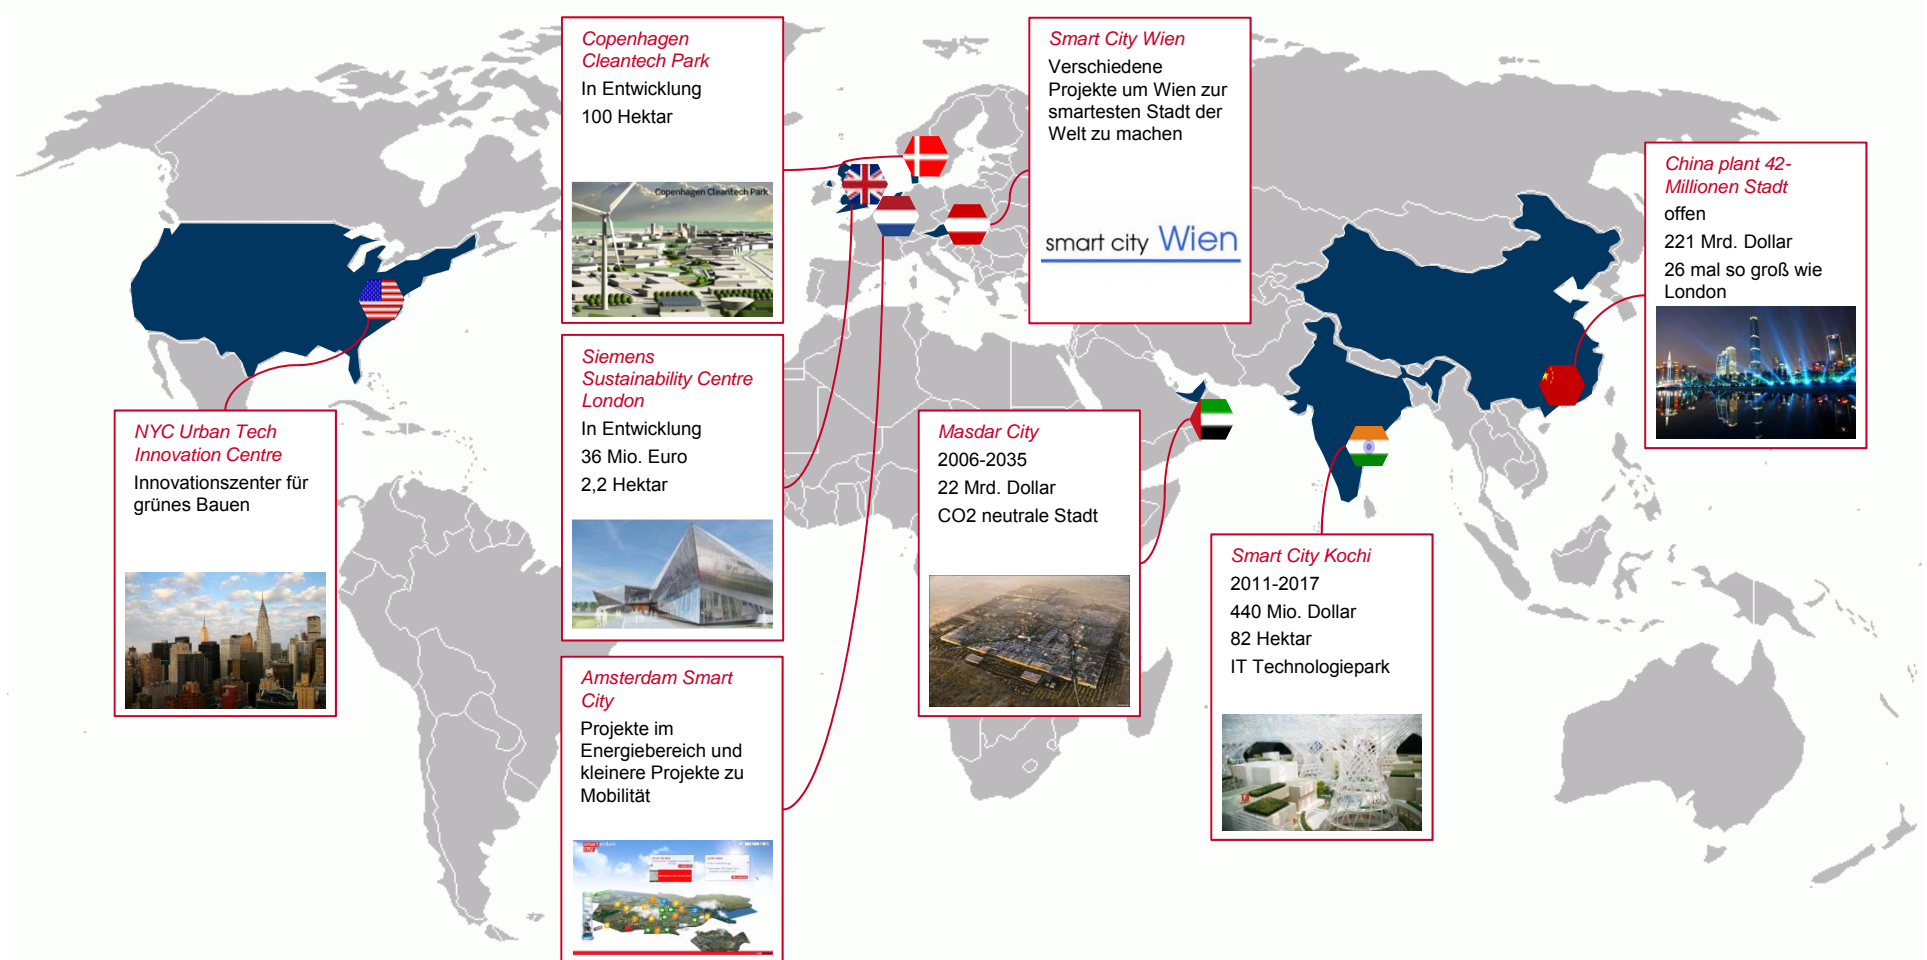 Copenhagen
Cleantech Park
In Entwicklung
100 Hektar
Copenhagen Cleantech Park
Smart City Wien
Verschiedene
Projekte um Wien zur
smartesten Stadt der
Welt zu machen
smart city Wien
China plant 42-
Millionen Stadt
offen
221 Mrd. Dollar
26 mal so groß wie
London
Siemens
Sustainability Centre
London
In Entwicklung
36 Mio. Euro
2,2 Hektar
NYC Urban Tech
Innovation Centre
Innovationszenter für
grünes Bauen
Masdar City
2006-2035
22 Mrd. Dollar
CO2 neutrale Stadt
Smart City Kochi
2011-2017
440 Mio. Dollar
82 Hektar
IT Technologiepark
Amsterdam Smart
City
Projekte im
Energiebereich und
kleinere Projekte zu
Mobilität